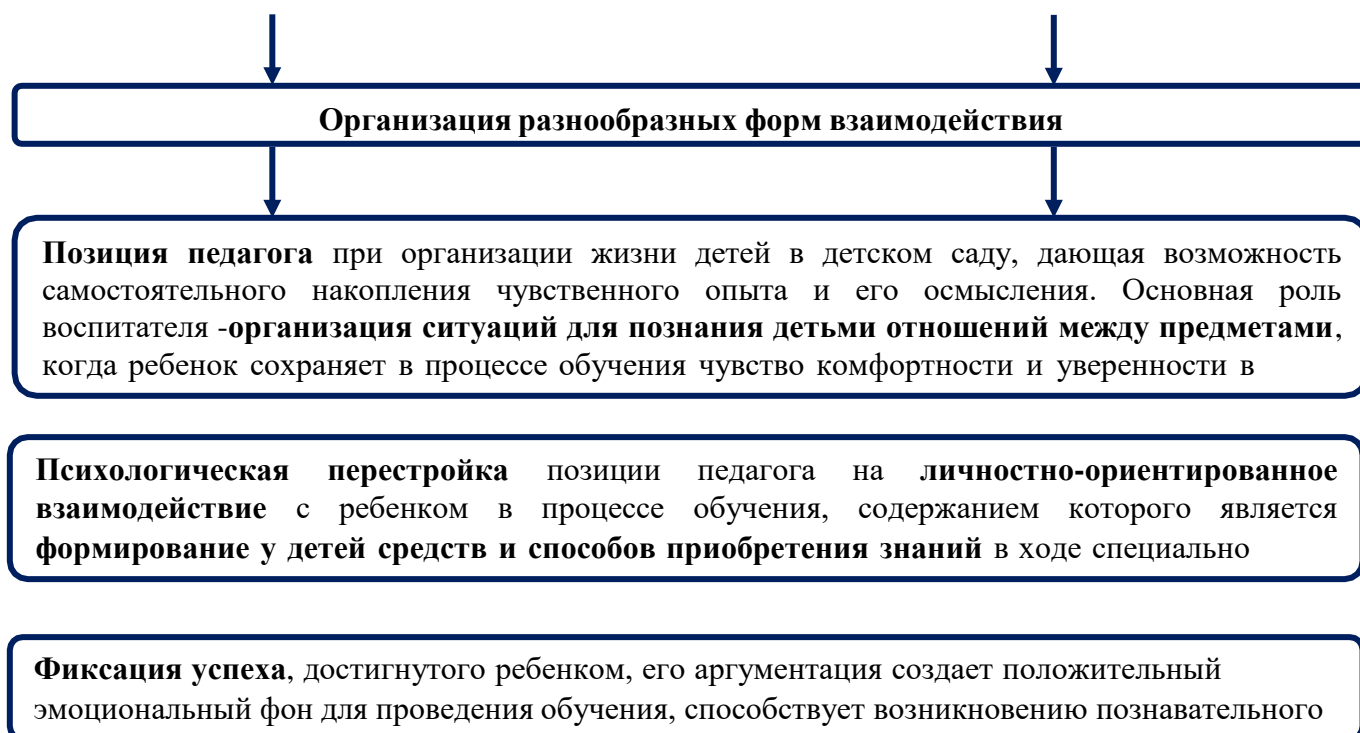 Организация разнообразных форм взаимодействия
Позиция педагога при организации жизни детей в детском саду, дающая возможность
самостоятельного накопления чувственного опыта и его осмысления. Основная роль
воспитателя -организация ситуаций для познания детьми отношений между предметами,
когда ребенок сохраняет в процессе обучения чувство комфортности и уверенности в
Психологическая перестройка позиции педагога на личностно-ориентированное
взаимодействие с ребенком в процессе обучения, содержанием которого является
формирование у детей средств и способов приобретения знаний в ходе специально
Фиксация успеха, достигнутого ребенком, его аргументация создает положительный
эмоциональный фон для проведения обучения, способствует возникновению познавательного